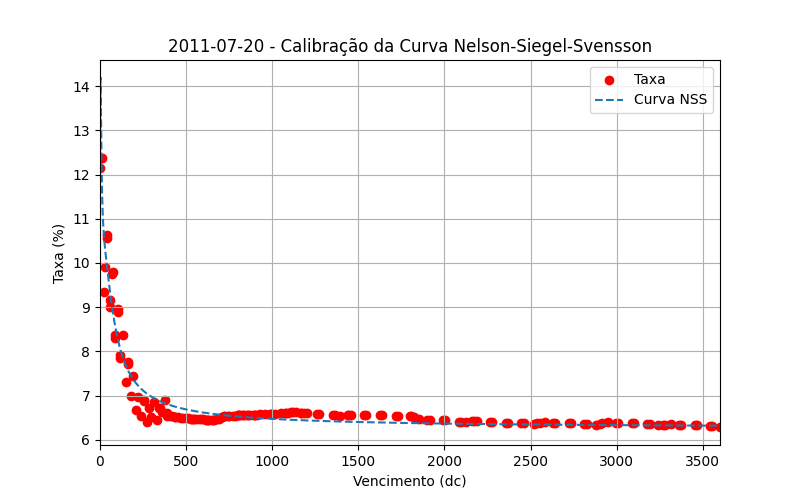 2011-07-20 - Calibração da Curva Nelson-Siegel-Svensson
Taxa
Curva NSS
Taxa (%)
14
13
12
11
10
9
8
7
6
0 500 1000 1500 2000 2500 3000 3500
Vencimento (dc)